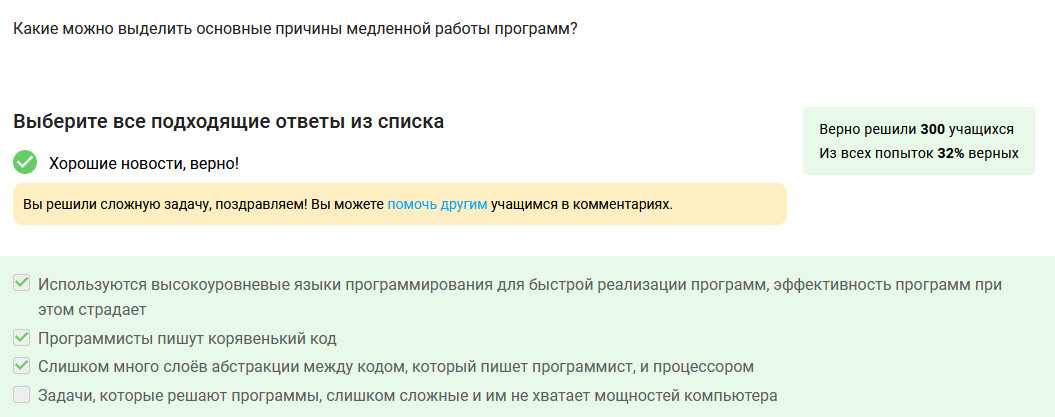 Какие можно выделить основные причины медленной работы программ?
Выберите все подходящие ответы из списка
Верно решили 300 учащихся
Из всех попыток 32% верных
Хорошие новости, верно!
Вы решили сложную задачу, поздравляем! Вы можете помочь другим учащимся в комментариях.
Используются высокоуровневые языки программирования для быстрой реализации программ, эффективность программ при
этом страдает
Программисты пишут корявенький код
Слишком много слоёв абстракции между кодом, который пишет программист, и процессором
Задачи, которые решают программы, слишком сложные и им не хватает мощностей компьютера